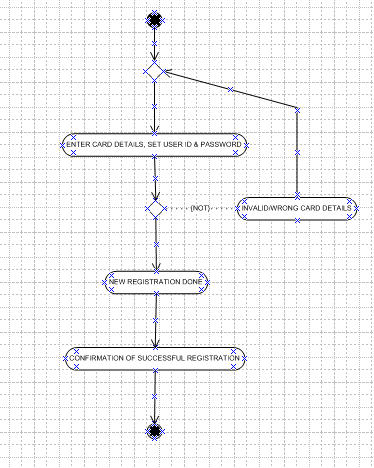 ENTER CARD DETAILS, SET USER ID & PASSWORD
(NOT)
INVALID/WRONG CARD DETAILS
NEW REGISTRATION DONE
CONFIRMATION OF SUCCESSFUL REGISTRATION